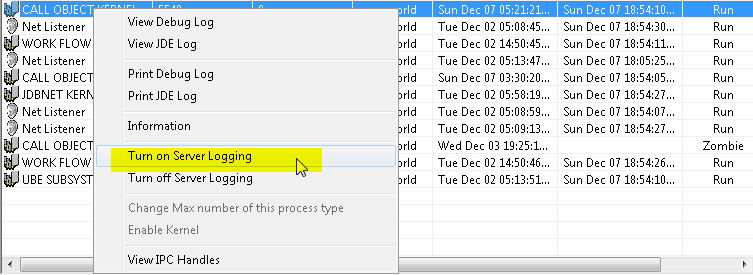 CALL OBJECT KERNEL orld Sun Dec 07 05:21:21... Sun Dec 07 18:54:10... Run
Net Listener orld Tue Dec 02 05:08:45... Sun Dec 07 18:54:30... Run
WORK FLOW orld Tue Dec 02 14:50:45... Sun Dec 07 18:54:11... Run
Net Listener orld Tue Dec 02 05:13:47... Sun Dec 07 18:05:25... Run
CALL OBJECT orld Sun Dec 07 03:30:20... Sun Dec 07 18:54:15... Run
JDBNET KERN orld Tue Dec 02 05:58:19... Sun Dec 07 18:54:27... Run
Net Listener orld Tue Dec 02 05:08:59... Sun Dec 07 18:54:07... Run
Net Listener orld Tue Dec 02 05:09:13... Sun Dec 07 18:54:27... Run
CALL OBJECT orld Wed Dec 03 19:25:1... Zombie
WORK FLOW orld Tue Dec 02 14:50:46... Sun Dec 07 18:54:26... Run
UBE SUBSYST orld Tue Dec 02 05:13:51... Sun Dec 07 18:54:10... Run
View Debug Log
View JDE Log
Print Debug Log
Print JDE Log
Information
Turn on Server Logging
Turn off Server Logging
Change Max number of this process type
Enable Kernel
View IPC Handles